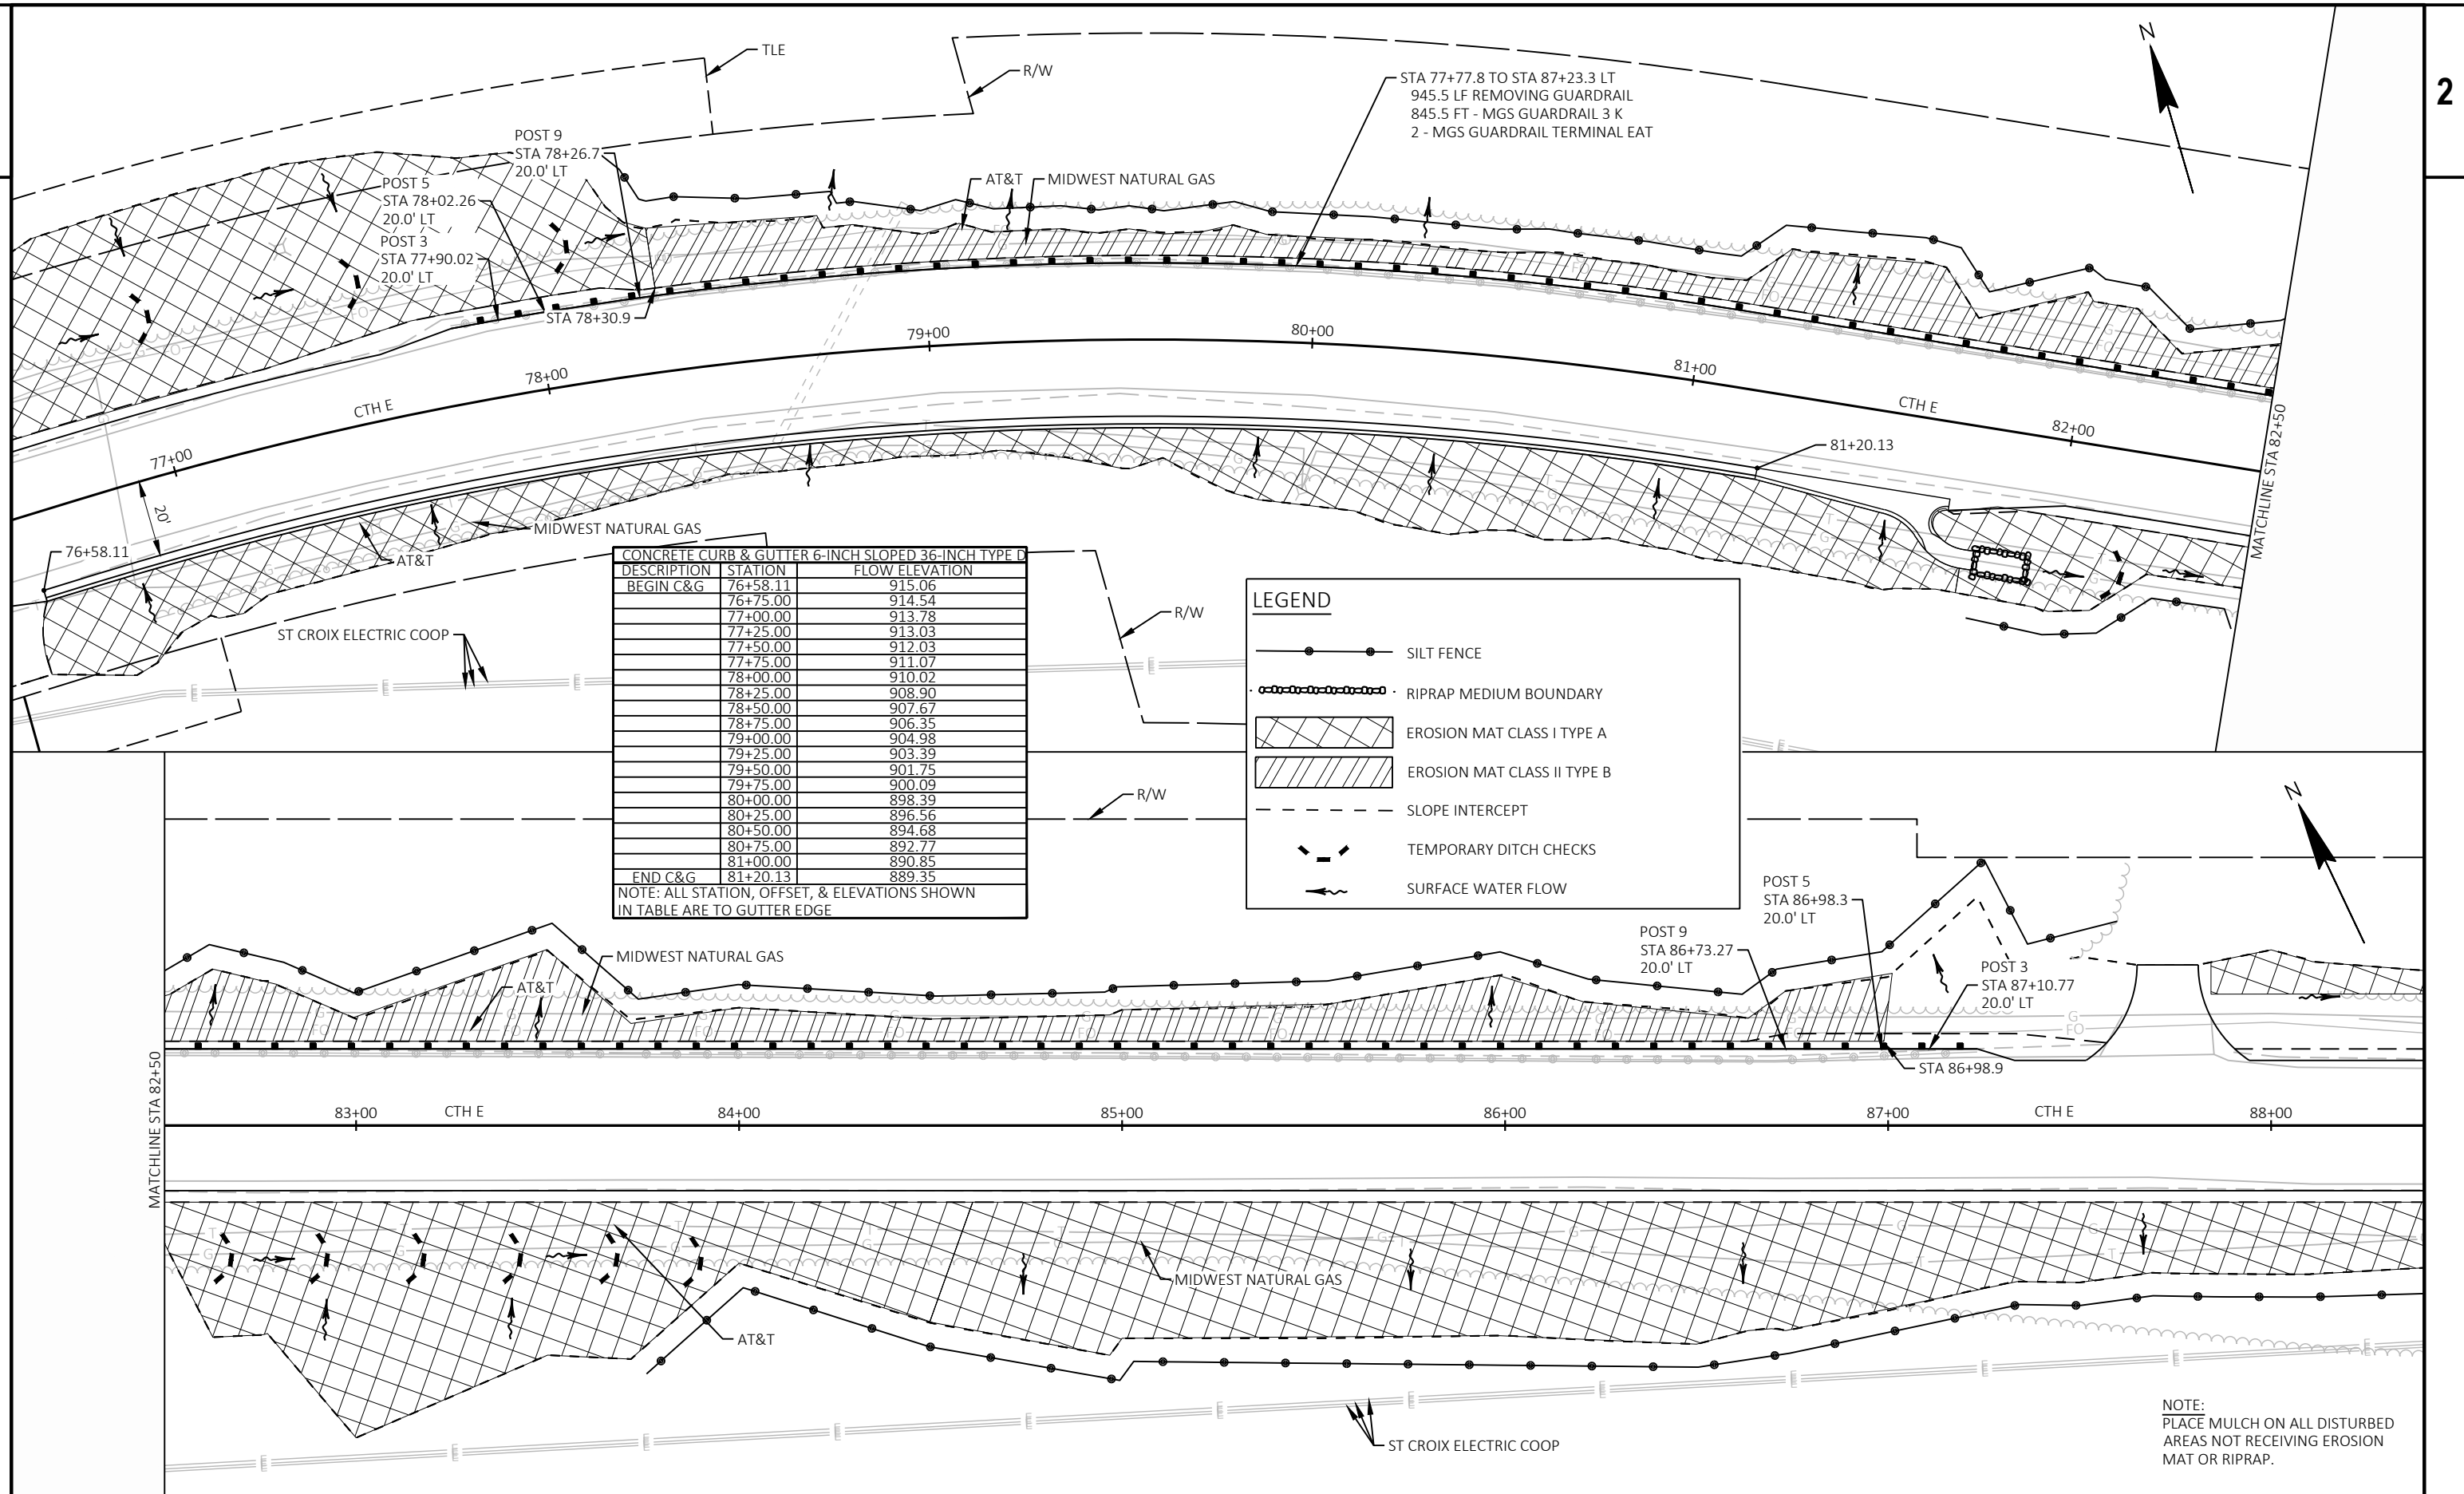 2
TLE
R/W
N
STA 77+77.8 TO STA 87+23.3 LT
945.5 LF REMOVING GUARDRAIL
845.5 FT - MGS GUARDRAIL 3 K
2 - MGS GUARDRAIL TERMINAL EAT
POST 9
STA 78+26.7
20.0' LT
POST 5
STA 78+02.26
20.0' LT
POST 3
STA 77+90.02
20.0' LT
AT&T
MIDWEST NATURAL GAS
STA 78+30.9
77+00
78+00
79+00
80+00
81+00
82+00
CTH E
CTH E
MATCHLINE STA 82+50
81+20.13
20'
76+58.11
MIDWEST NATURAL GAS
AT&T
ST CROIX ELECTRIC COOP
R/W
CONCRETE CURB & GUTTER 6-INCH SLOPED 36-INCH TYPE D
DESCRIPTION STATION FLOW ELEVATION
BEGIN C&G 76+58.11 915.06
76+75.00 914.54
77+00.00 913.78
77+25.00 913.03
77+50.00 912.03
77+75.00 911.07
78+00.00 910.02
78+25.00 908.90
78+50.00 907.67
78+75.00 906.35
79+00.00 904.98
79+25.00 903.39
79+50.00 901.75
79+75.00 900.09
80+00.00 898.39
80+25.00 896.56
80+50.00 894.68
80+75.00 892.77
81+00.00 890.85
END C&G 81+20.13 889.35
NOTE: ALL STATION, OFFSET, & ELEVATIONS SHOWN
IN TABLE ARE TO GUTTER EDGE
LEGEND
SILT FENCE
RIPRAP MEDIUM BOUNDARY
EROSION MAT CLASS I TYPE A
EROSION MAT CLASS II TYPE B
SLOPE INTERCEPT
TEMPORARY DITCH CHECKS
SURFACE WATER FLOW
R/W
N
MIDWEST NATURAL GAS
AT&T
POST 9
STA 86+73.27
20.0' LT
POST 5
STA 86+98.3
20.0' LT
POST 3
STA 87+10.77
20.0' LT
STA 86+98.9
MATCHLINE STA 82+50
83+00
CTH E
84+00
85+00
86+00
87+00
CTH E
88+00
MIDWEST NATURAL GAS
AT&T
ST CROIX ELECTRIC COOP
NOTE:
PLACE MULCH ON ALL DISTURBED
AREAS NOT RECEIVING EROSION
MAT OR RIPRAP.